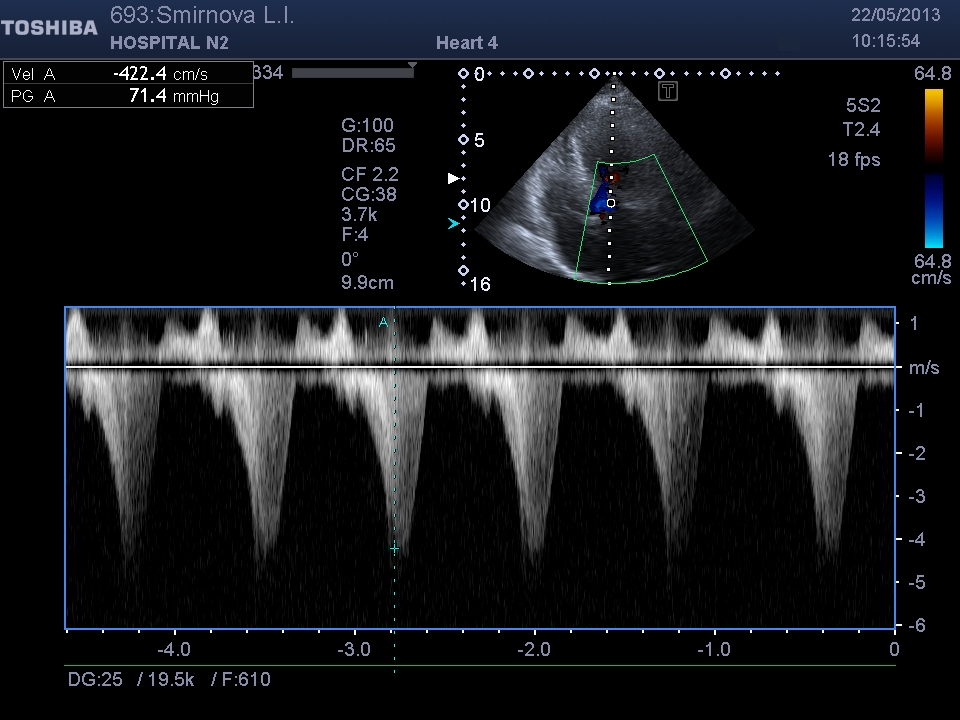 TOSHIBA
693:Smirnova L.I.
HOSPITAL N2
Heart 4
22/05/2013
10:15:54
Vel A -422.4 cm/s
PG A 71.4 mmHg
334
0
5
10
16
T
G:100
DR:65
CF 2.2
CG:38
3.7k
F:4
0°
9.9cm
5S2
T2.4
18 fps
64.8
64.8
cm/s
A
1
m/s
-1
-2
-3
-4
-5
-6
-4.0 -3.0 -2.0 -1.0 0
DG:25 / 19.5k / F:610